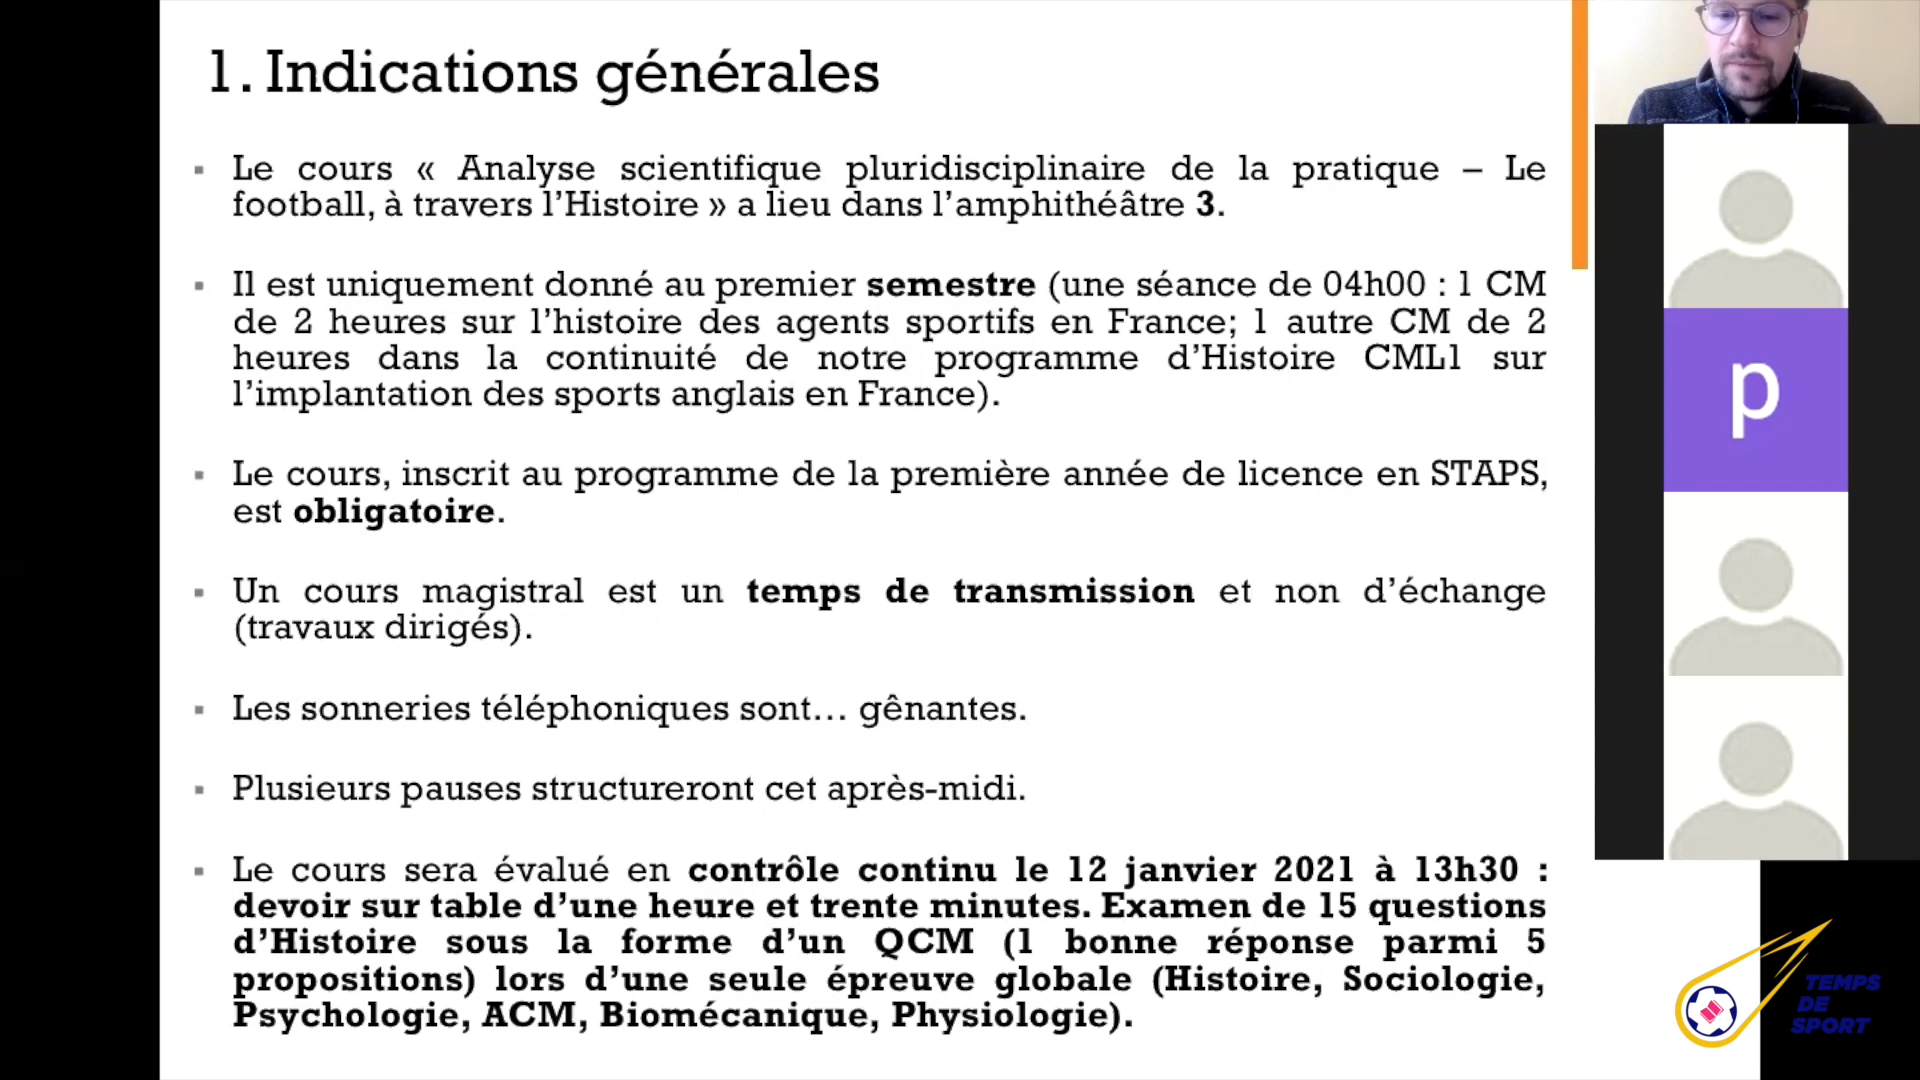 1. Indications générales
Le cours « Analyse scientifique pluridisciplinaire de la pratique – Le
football, à travers l’Histoire » a lieu dans l’amphithéâtre 3.
Il est uniquement donné au premier semestre (une séance de 04h00 : 1 CM
de 2 heures sur l’histoire des agents sportifs en France; 1 autre CM de 2
heures dans la continuité de notre programme d’Histoire CML1 sur
l’implantation des sports anglais en France).
Le cours, inscrit au programme de la première année de licence en STAPS,
est obligatoire.
Un cours magistral est un temps de transmission et non d’échange
(travaux dirigés).
Les sonneries téléphoniques sont… gênantes.
Plusieurs pauses structureront cet après-midi.
Le cours sera évalué en contrôle continu le 12 janvier 2021 à 13h30 :
devoir sur table d’une heure et trente minutes. Examen de 15 questions
d’Histoire sous la forme d’un QCM (1 bonne réponse parmi 5
propositions) lors d’une seule épreuve globale (Histoire, Sociologie,
Psychologie, ACM, Biomécanique, Physiologie).
p
TEMPS
DE
SPORT